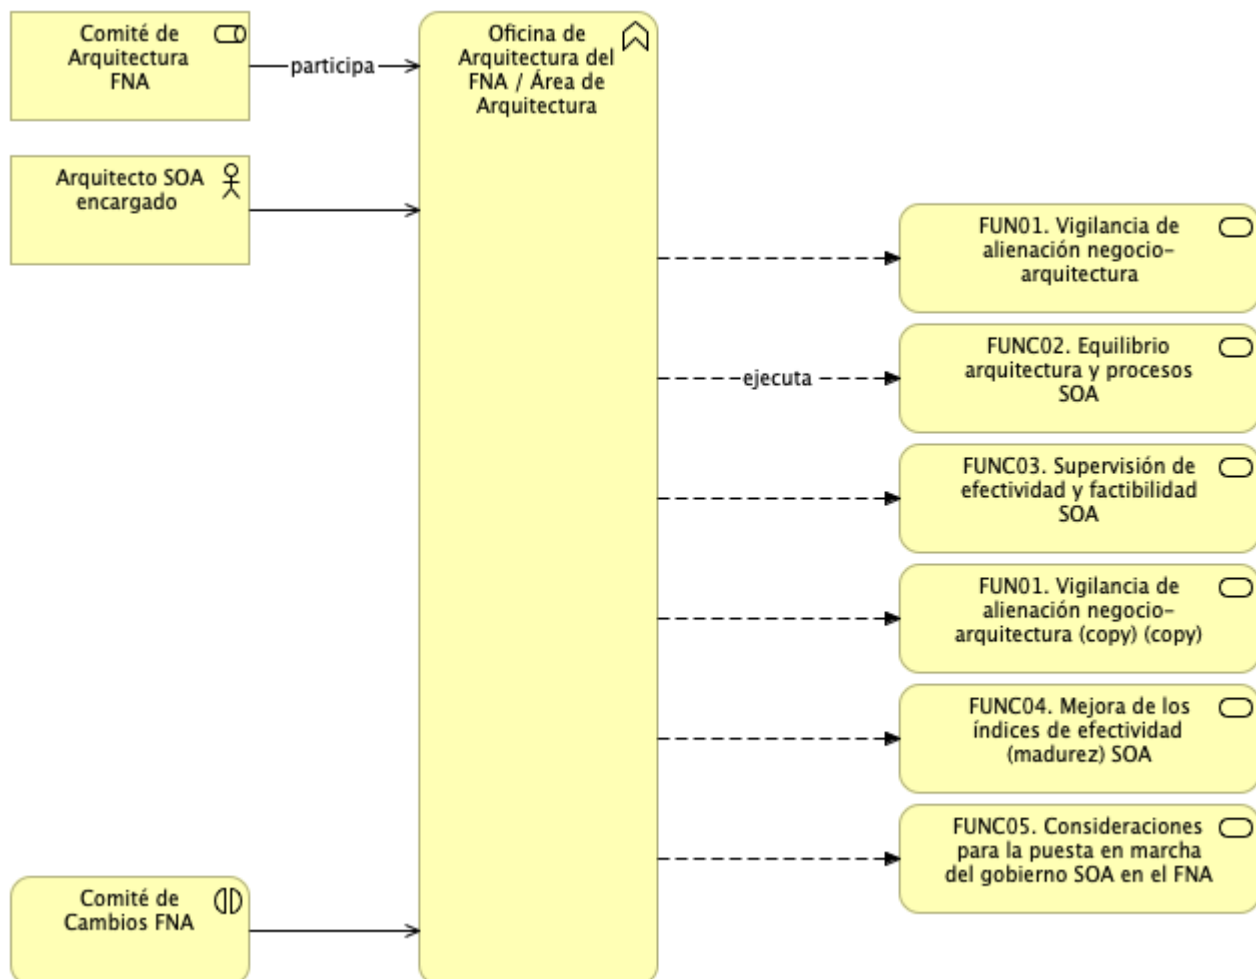 Comité de
Arquitectura
FNA
participa
Oficina de
Arquitectura del
FNA / Área de
Arquitectura
Arquitecto SOA
encargado
FUN01. Vigilancia de
alienación negocio-
arquitectura
FUNC02. Equilibrio
arquitectura y procesos
SOA
ejecuta
FUNC03. Supervisión de
efectividad y factibilidad
SOA
FUN01. Vigilancia de
alienación negocio-
arquitectura (copy) (copy)
FUNC04. Mejora de los
índices de efectividad
(madurez) SOA
FUNC05. Consideraciones
para la puesta en marcha
del gobierno SOA en el FNA
Comité de
Cambios FNA